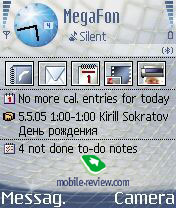 MegaFon
Silent
No more cal. entries for today
5.5.05 1:00-1:00 Kirill Sokratov
День рождения
4 not done to-do notes
mobile-review.com
Messag.
Camera